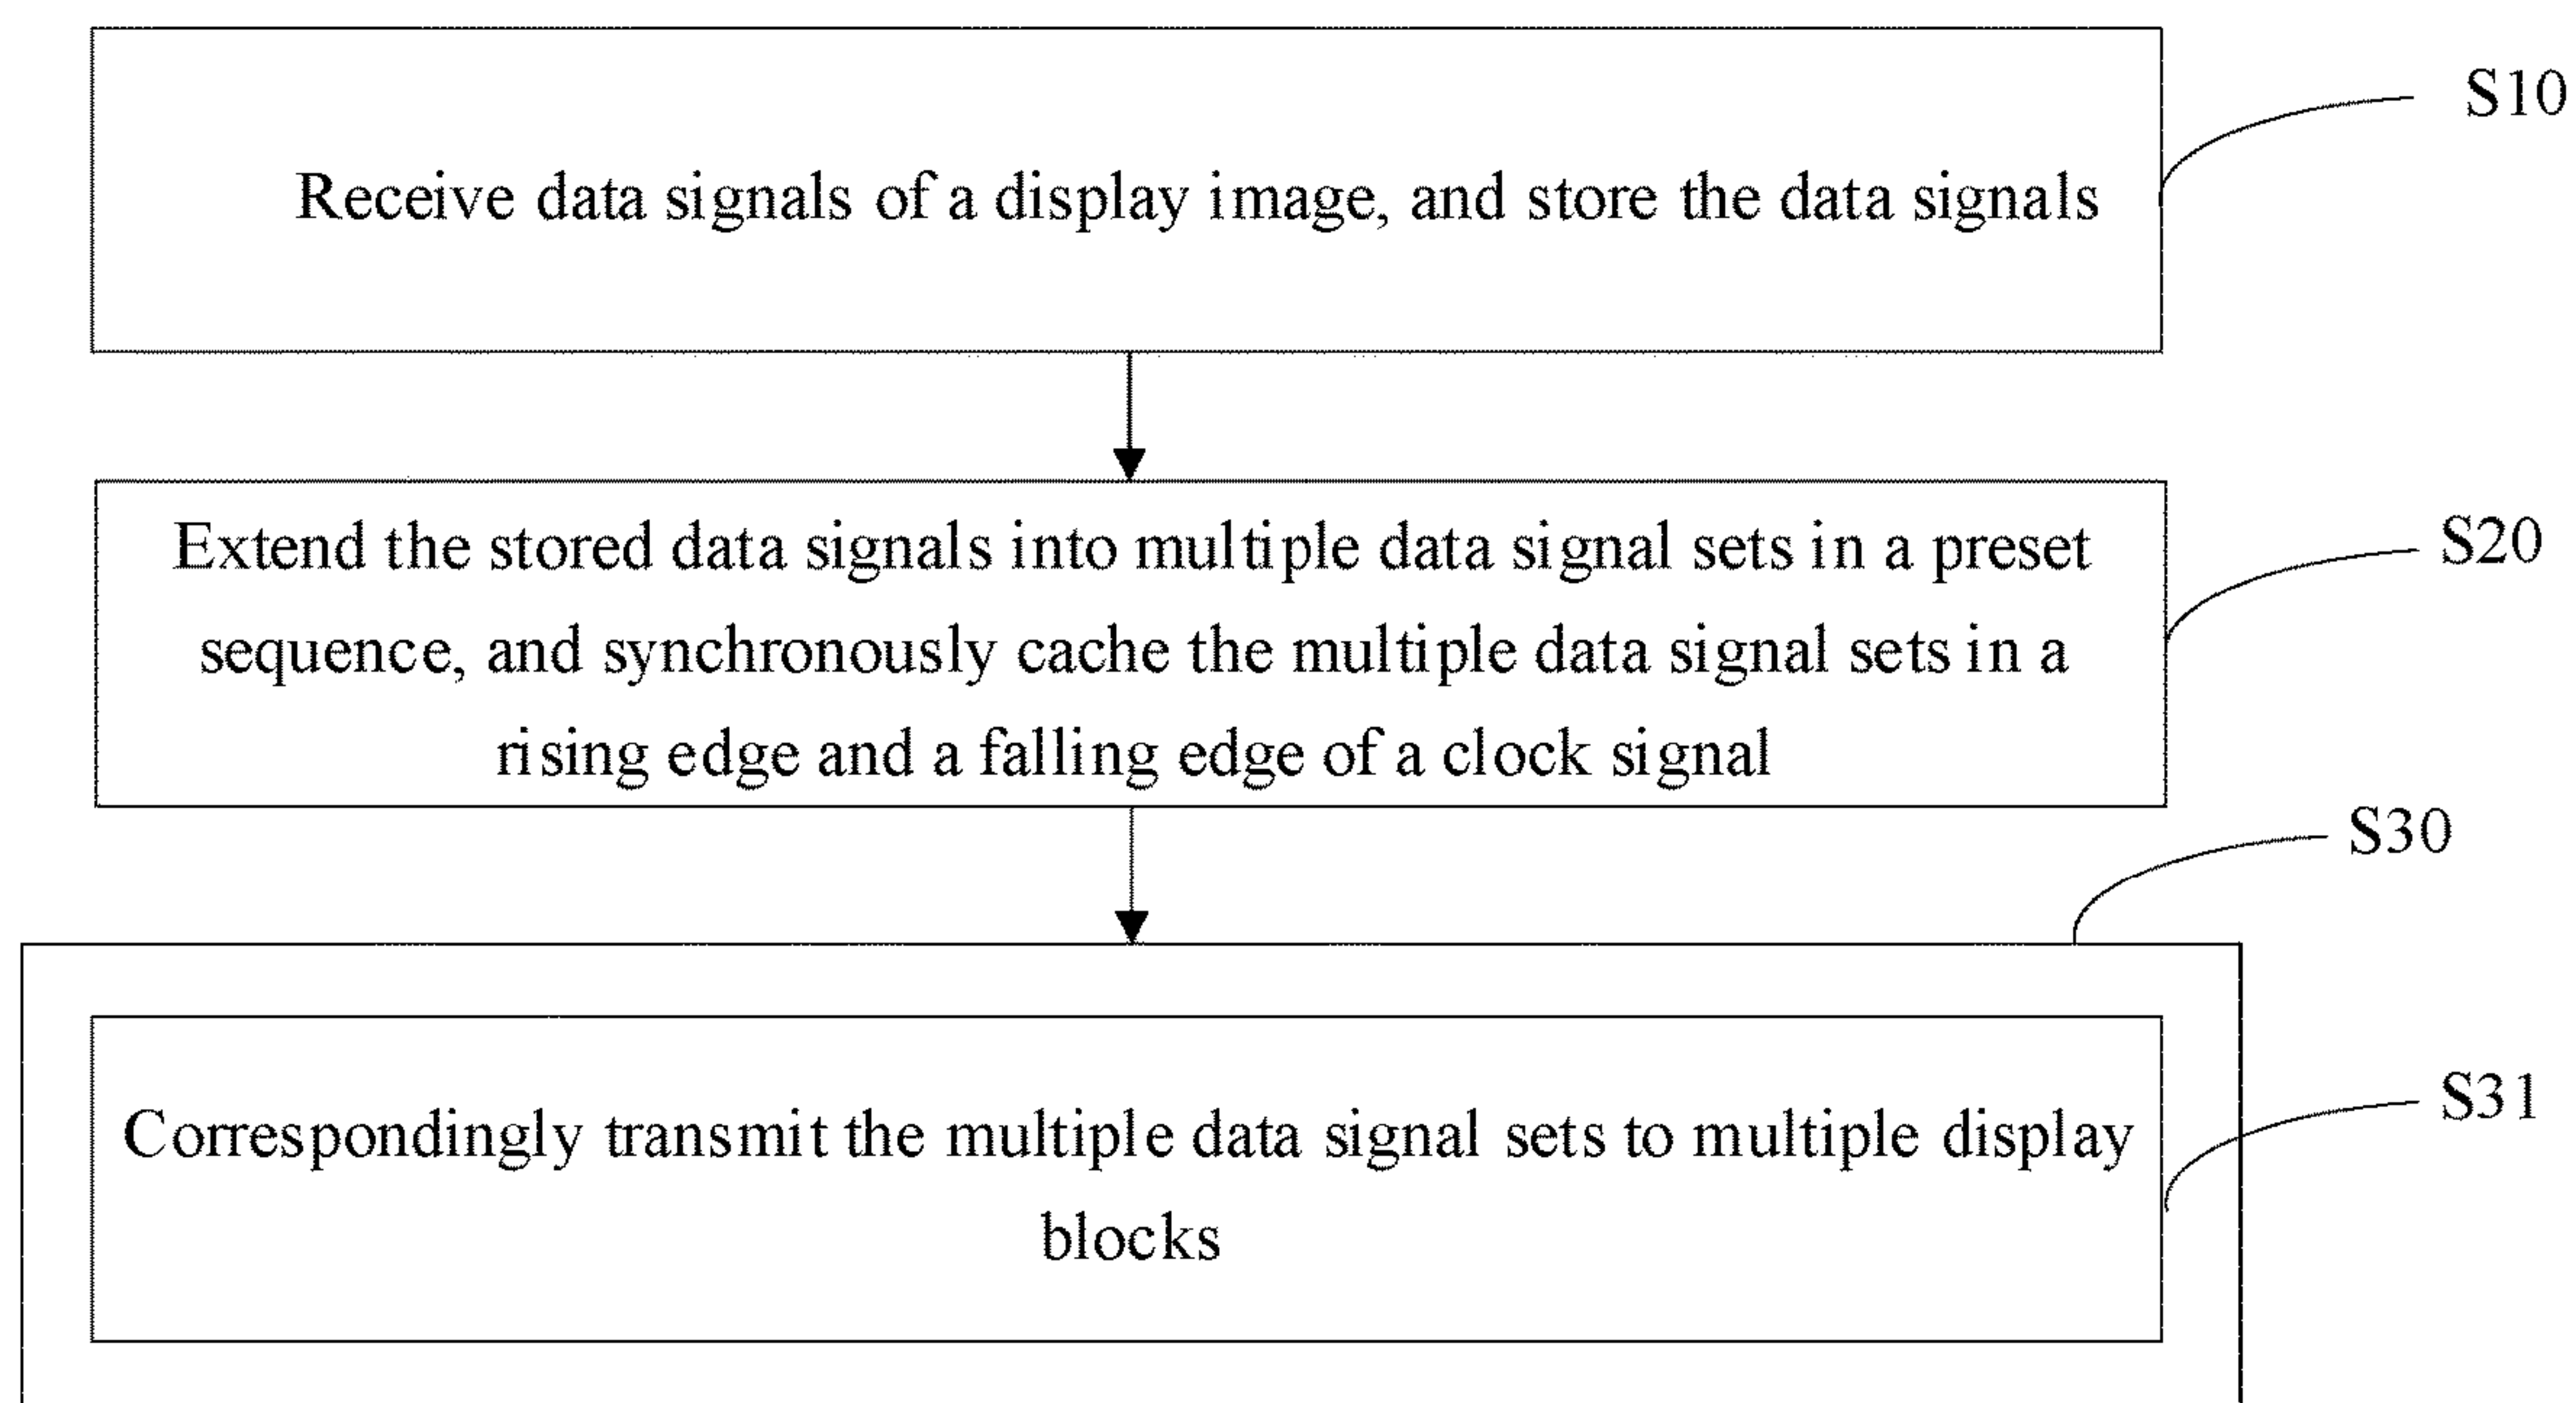 S10
Receive data signals of a display image, and store the data signals
Extend the stored data signals into multiple data signal sets in a preset
S20
sequence, and synchronously cache the multiple data signal sets in a
rising edge and a falling edge of a clock signal
S30
S31
Correspondingly transmit the multiple data signal sets to multiple display
blocks